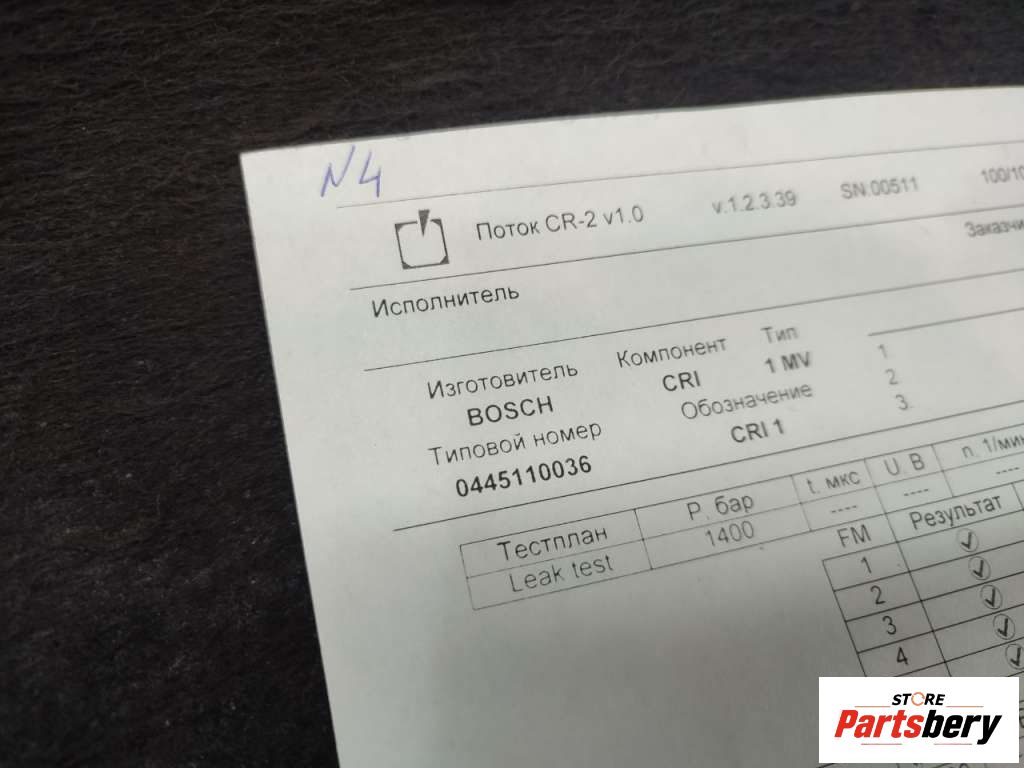 N4
Поток CR-2 v1.0 v.1.2.3.39 SN:00511
Исполнитель
Изготовитель Компонент Тип
BOSCH CRI 1 MV 1
Типовой номер Обозначение 2
0445110036 CRI 1 3
Тестплан P. бар t. мкс U. В n. 1/мин
Leak test 1400 ---- ---- ----
FM Результат
1
2
3
4
STORE
Partsbery